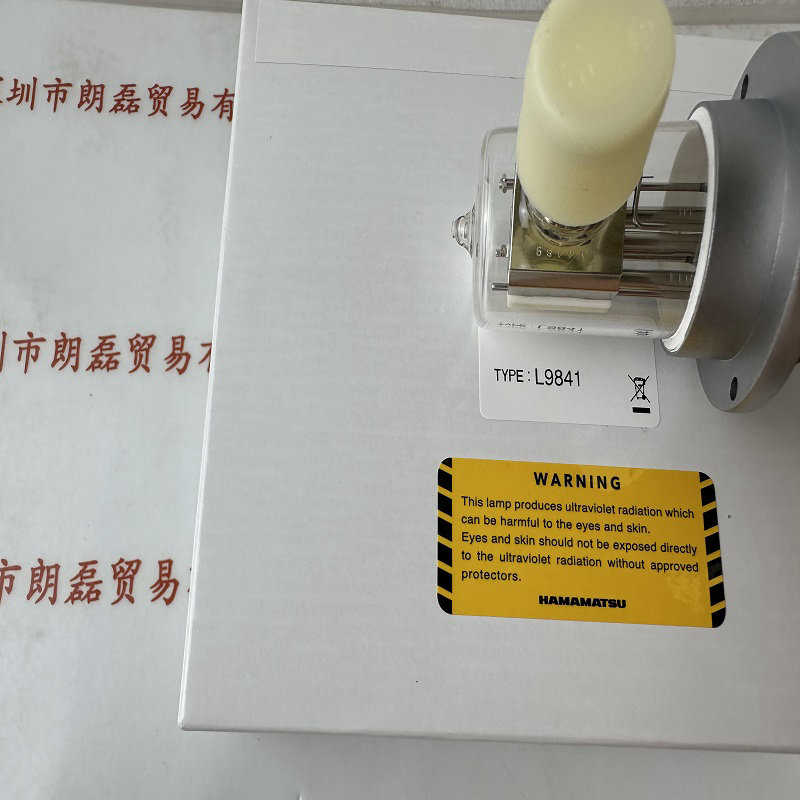 圳市朗磊贸易有
市朗磊贸易有
市朗磊贸易
TYPE : L9841
TYPE : L9841
WARNING
This lamp produces ultraviolet radiation which
can be harmful to the eyes and skin.
Eyes and skin should not be exposed directly
to the ultraviolet radiation without approved
protectors.
HAMAMATSU